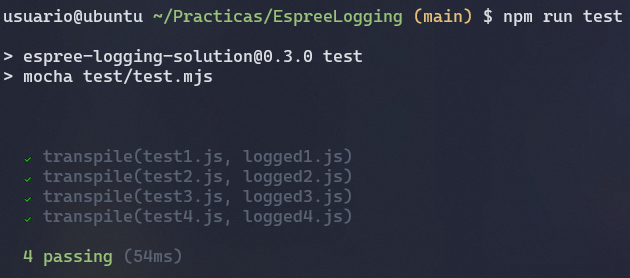 usuario@ubuntu ~/Practicas/EspreeLogging (main) $ npm run test
> espree-logging-solution@0.3.0 test
> mocha test/test.mjs
✓ transpile(test1.js, logged1.js)
✓ transpile(test2.js, logged2.js)
✓ transpile(test3.js, logged3.js)
✓ transpile(test4.js, logged4.js)
4 passing (54ms)